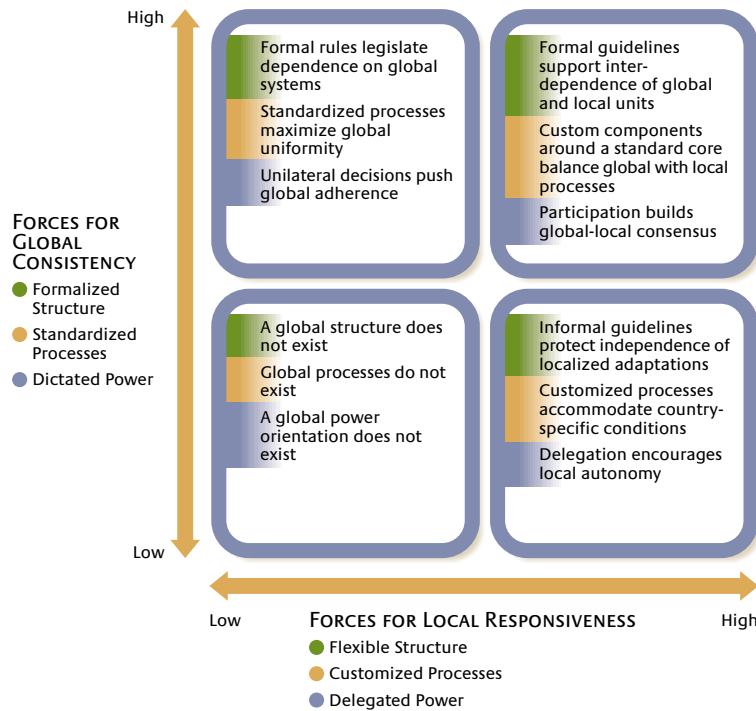 High
Formal rules legislate
dependence on global
systems
Standardized processes
maximize global
uniformity
Unilateral decisions push
global adherence
Formal guidelines
support inter-
dependence of global
and local units
Custom components
around a standard core
balance global with local
processes
Participation builds
global-local consensus
FORCES FOR
GLOBAL
CONSISTENCY
Formalized
Structure
Standardized
Processes
Dictated Power
A global structure does
not exist
Global processes do not
exist
A global power
orientation does not
exist
Informal guidelines
protect independence of
localized adaptations
Customized processes
accommodate country-
specific conditions
Delegation encourages
local autonomy
Low
Low
FORCES FOR LOCAL RESPONSIVENESS
High
Flexible Structure
Customized Processes
Delegated Power